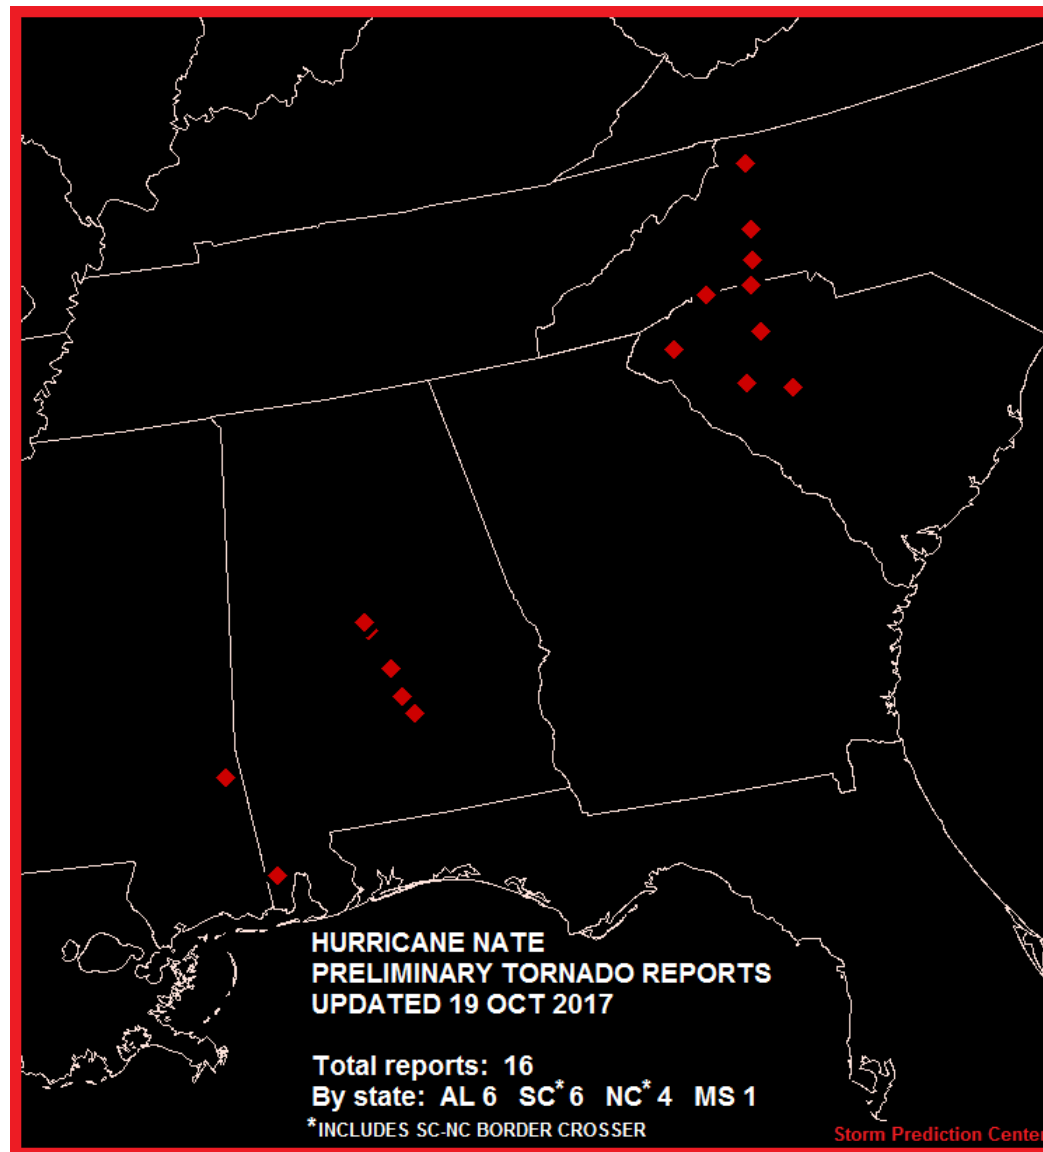 HURRICANE NATE
PRELIMINARY TORNADO REPORTS
UPDATED 19 OCT 2017
Total reports: 16
By state: AL 6 SC* 6 NC* 4 MS 1
*INCLUDES SC-NC BORDER CROSSER
Storm Prediction Center